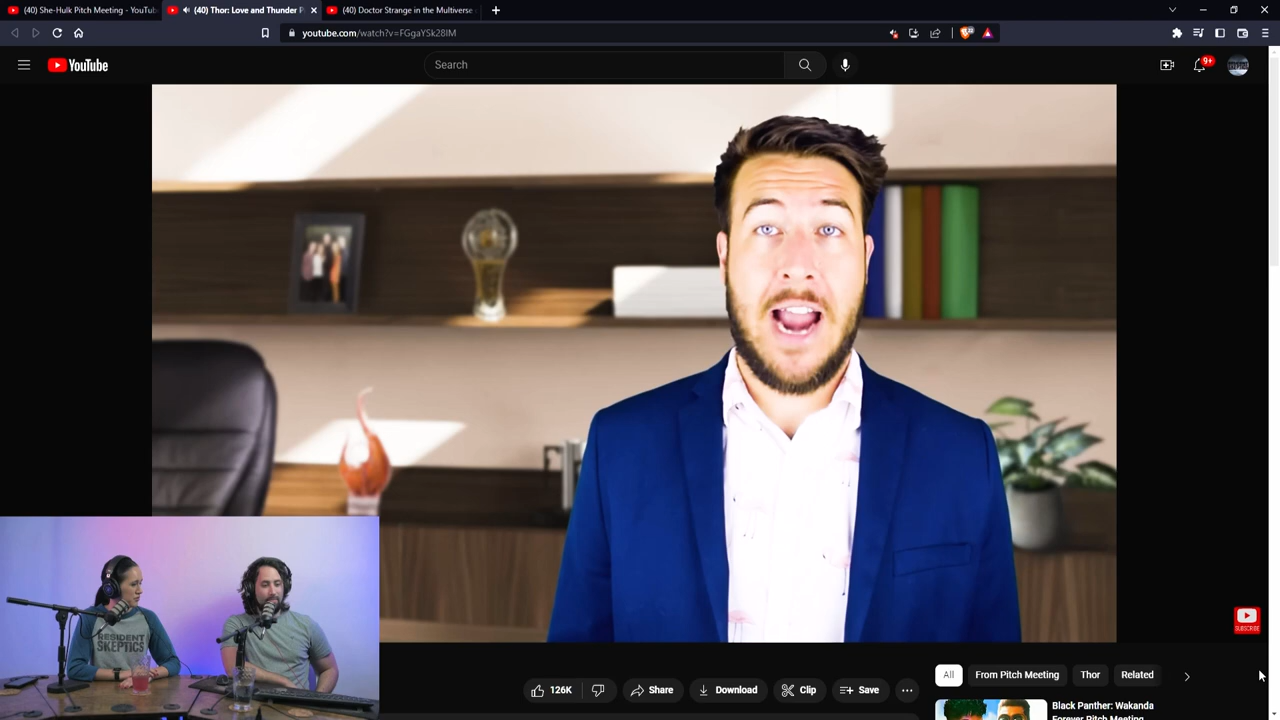 (40) She-Hulk Pitch Meeting - YouTub
(40) Thor: Love and Thunder P
(40) Doctor Strange in the Multiverse
youtube.com/watch?v=FGgaYSk28IM
YouTube
Search
9+
RESIDENT
SKEPTICS
SUBSCRIBE
126K
Share
Download
Clip
Save
All
From Pitch Meeting
Thor
Related
Black Panther: Wakanda
Forever Pitch Meeting